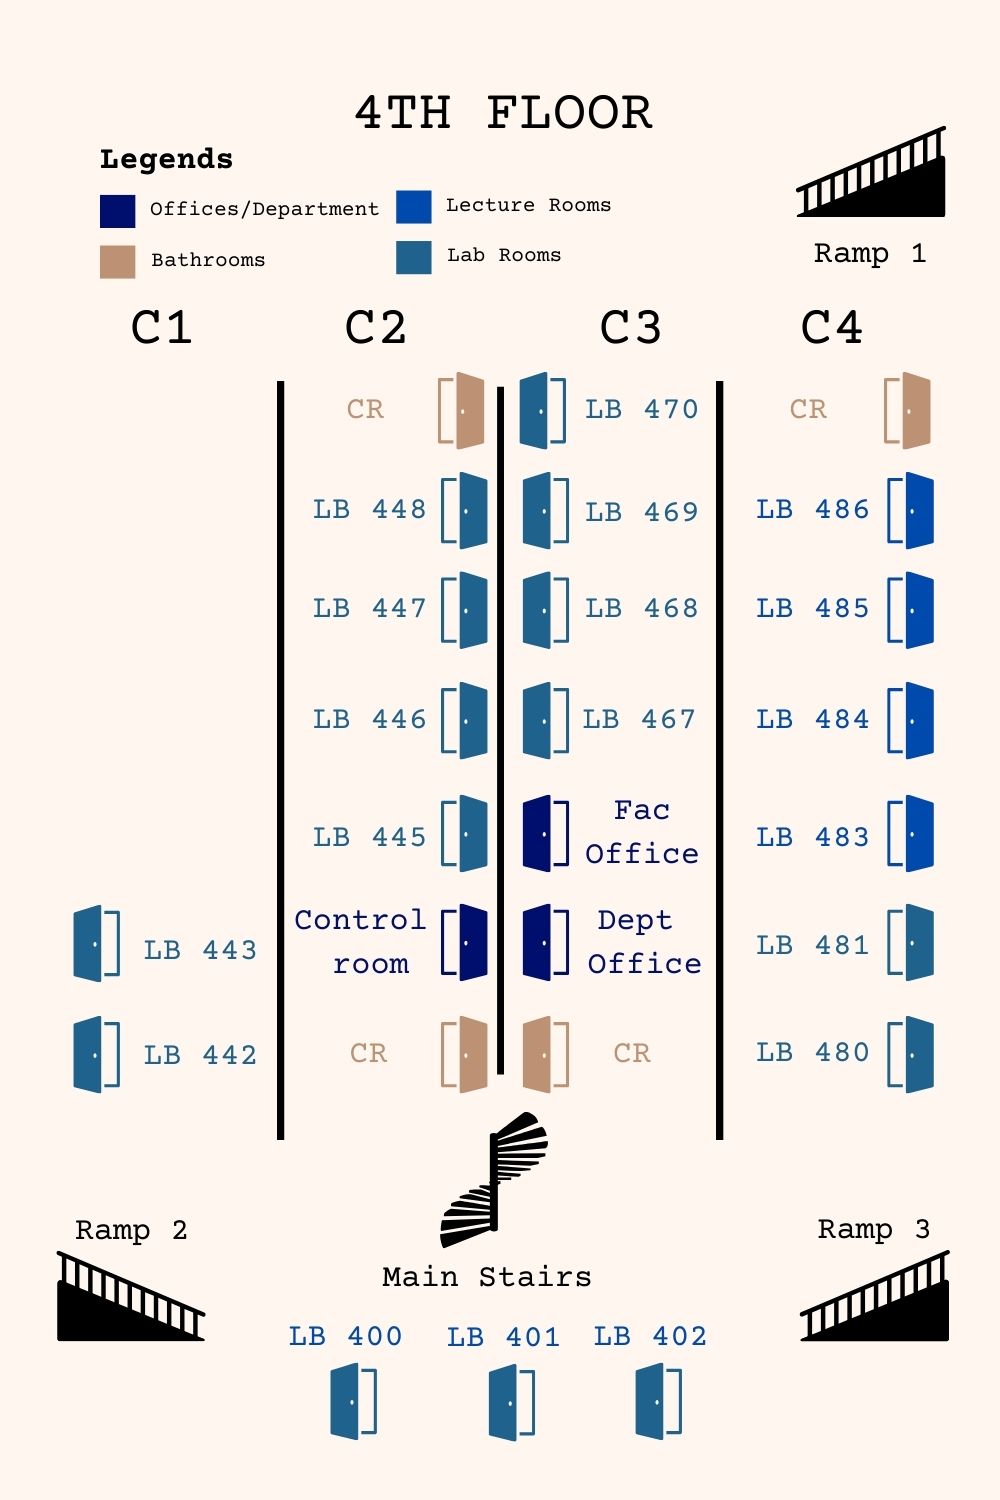 4TH FLOOR
Legends
Offices/Department
Lecture Rooms
Bathrooms
Lab Rooms
Ramp 1
C1
C2
C3
C4
CR
LB 470
CR
LB 448
LB 469
LB 486
LB 447
LB 468
LB 485
LB 446
LB 467
LB 484
LB 445
Fac
Office
LB 483
LB 443
Control
room
Dept
Office
LB 481
LB 442
CR
CR
LB 480
Ramp 2
Ramp 3
Main Stairs
LB 400
LB 401
LB 402